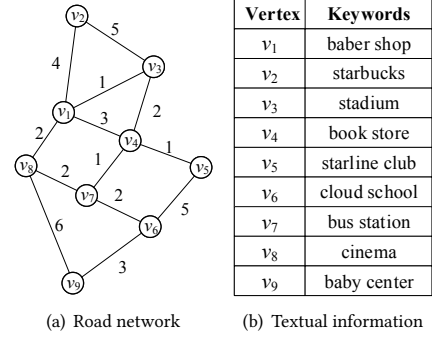 v2
5
v3
4
1
v1
3
2
2
v4
1
v8
2
1
v5
v7
2
5
6
v6
3
v9
(a) Road network
Vertex Keywords
v1 baber shop
v2 starbucks
v3 stadium
v4 book store
v5 starline club
v6 cloud school
v7 bus station
v8 cinema
v9 baby center
(b) Textual information